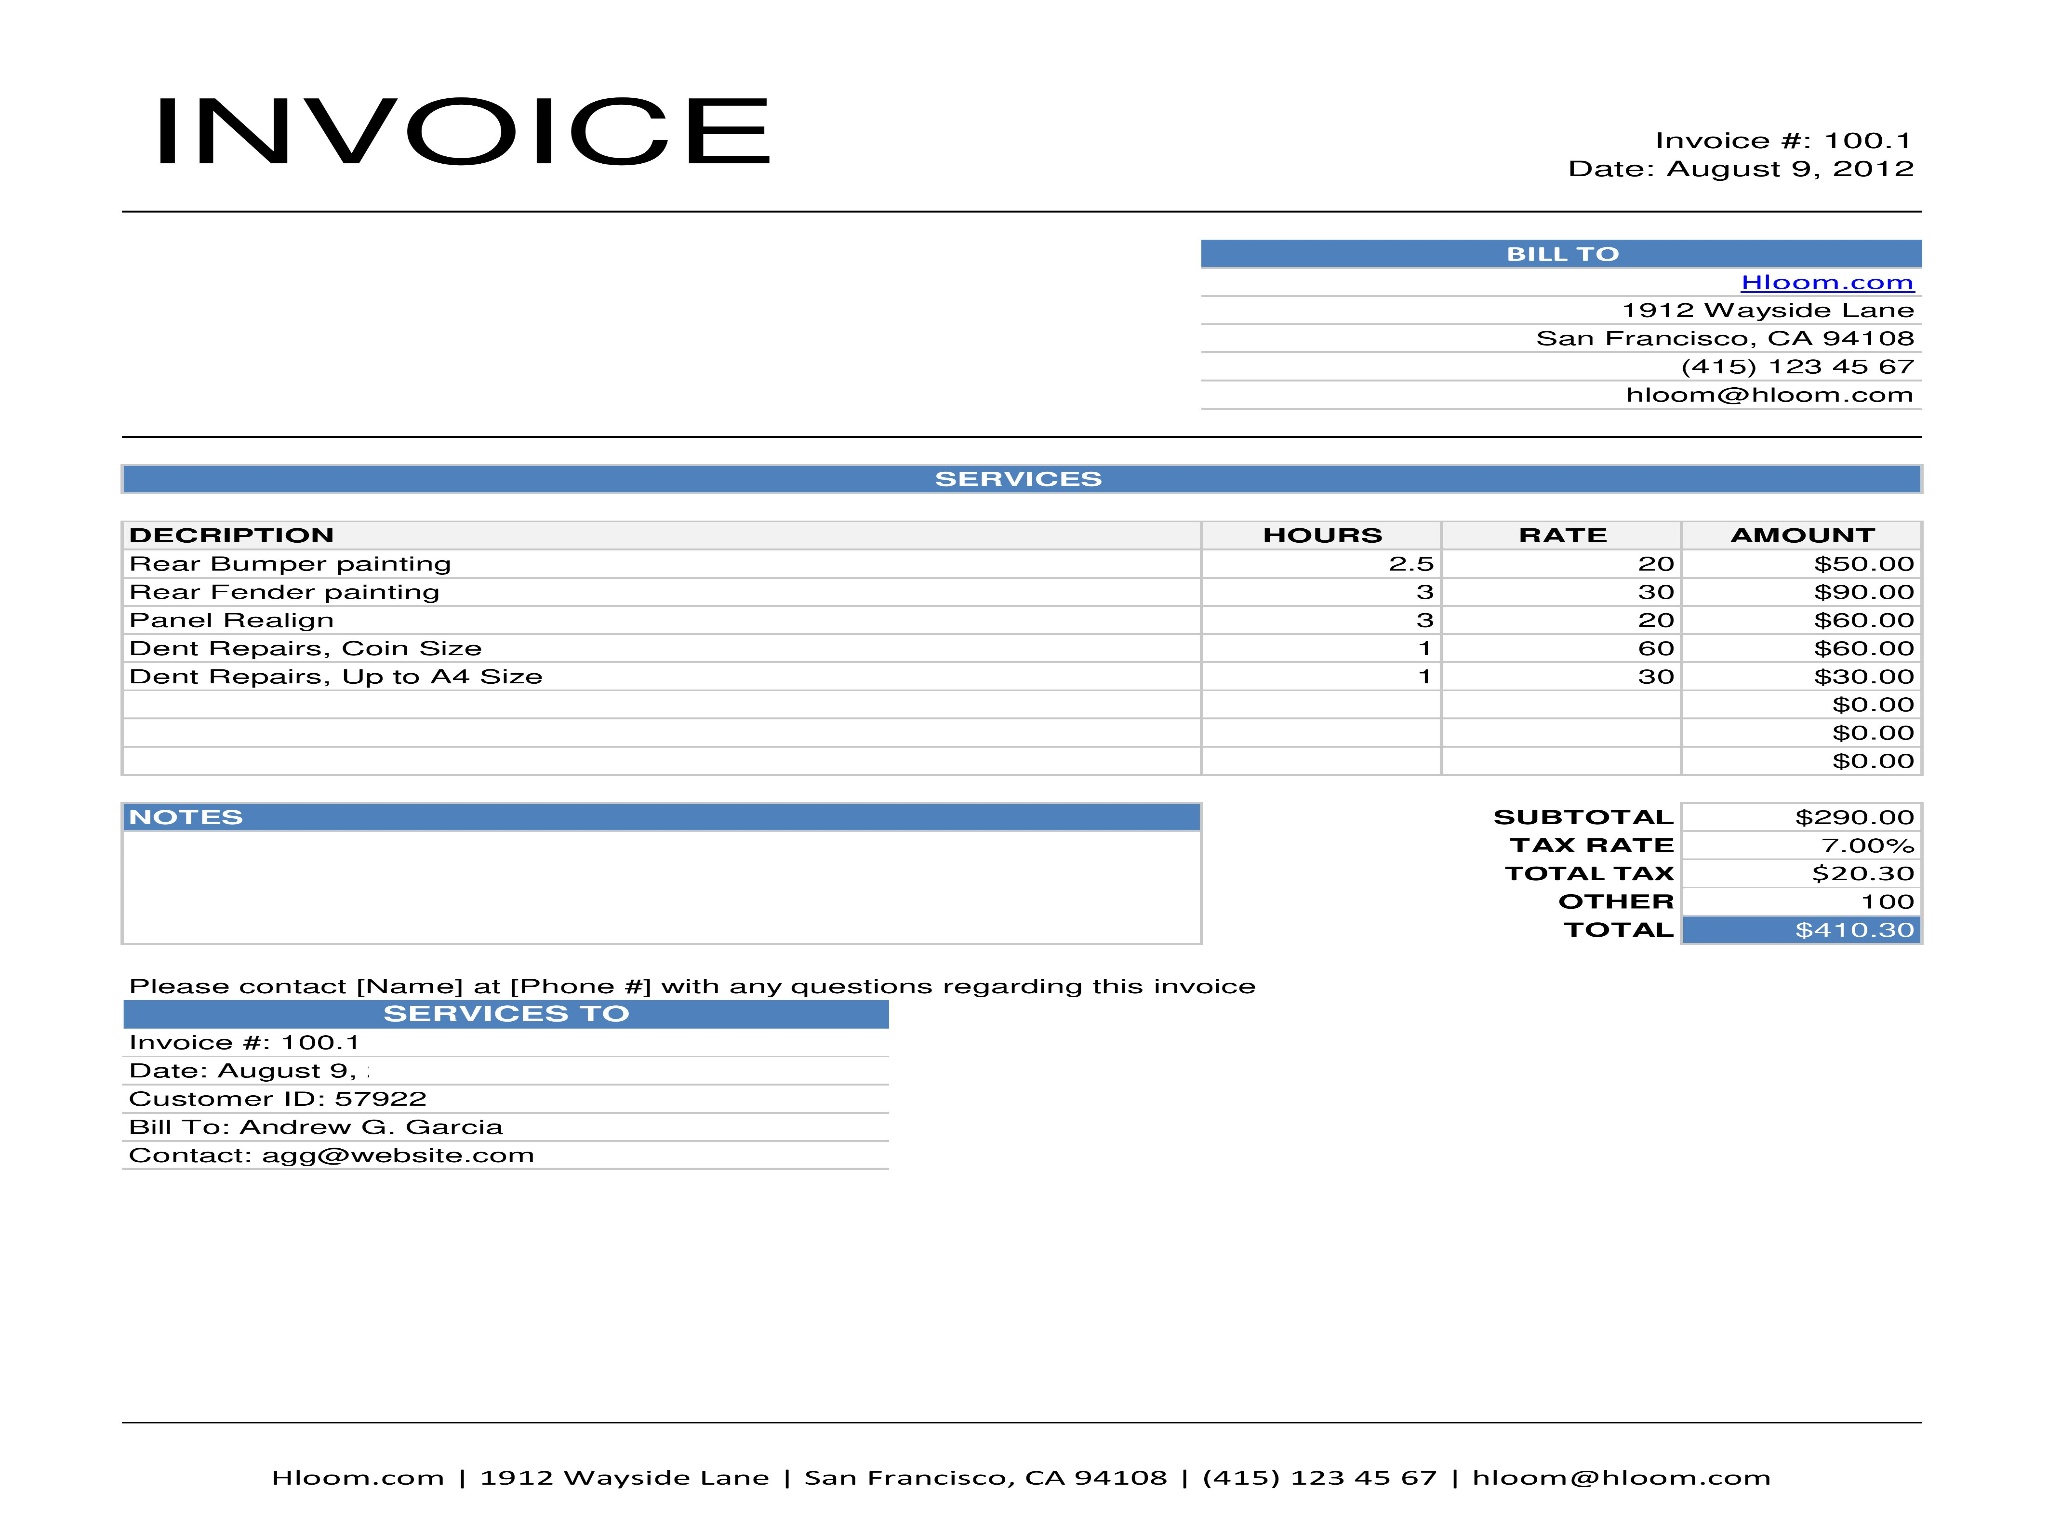 INVOICE
Invoice #: 100.1
Date: August 9, 2012
BILL TO
Hloom.com
1912 Wayside Lane
San Francisco, CA 94108
(415) 123 45 67
hloom@hloom.com
SERVICES
DECRIPTION HOURS RATE AMOUNT
Rear Bumper painting 2.5 20 $50.00
Rear Fender painting 3 30 $90.00
Panel Realign 3 20 $60.00
Dent Repairs, Coin Size 1 60 $60.00
Dent Repairs, Up to A4 Size 1 30 $30.00
$0.00
$0.00
$0.00
NOTES
SUBTOTAL $290.00
TAX RATE 7.00%
TOTAL TAX $20.30
OTHER 100
TOTAL $410.30
Please contact [Name] at [Phone #] with any questions regarding this invoice
SERVICES TO
Invoice #: 100.1
Date: August 9,
Customer ID: 57922
Bill To: Andrew G. Garcia
Contact: agg@website.com
Hloom.com | 1912 Wayside Lane | San Francisco, CA 94108 | (415) 123 45 67 | hloom@hloom.com